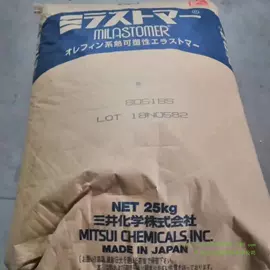 ミラストマー®
MILASTOMER
オレフィン系熱可塑性エラストマー
LOT 18N0582
NET 25kg
三井化学株式会社
MITSUI CHEMICALS, INC.
MADE IN JAPAN